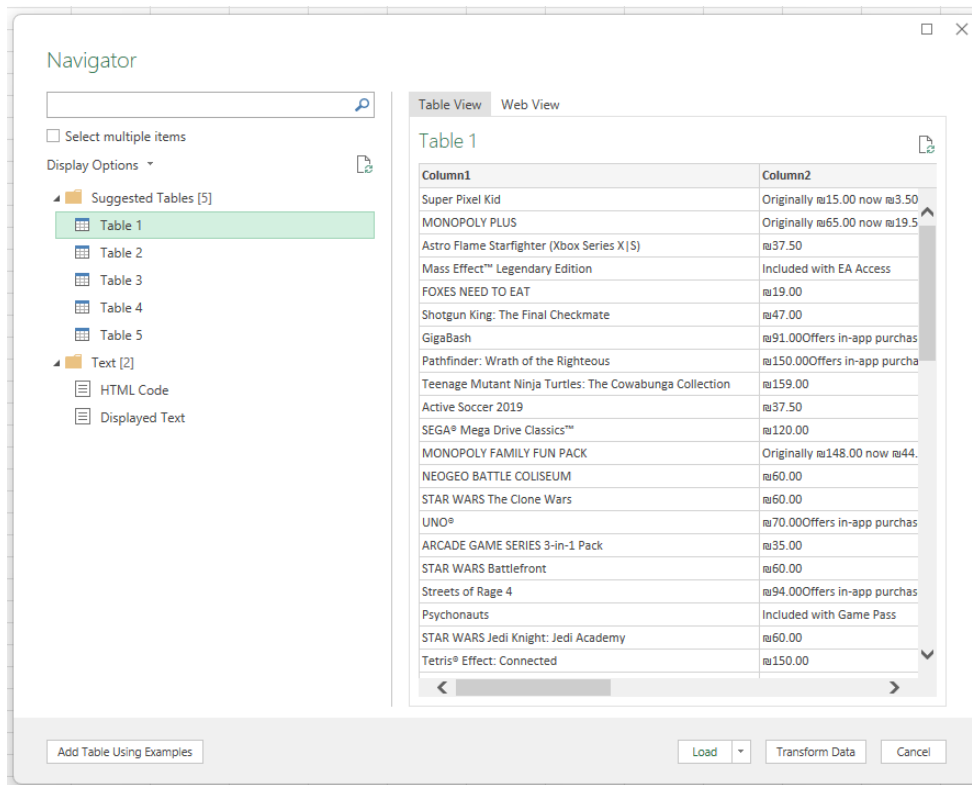 Navigator
Select multiple items
Display Options
Suggested Tables [5]
Table 1
Table 2
Table 3
Table 4
Table 5
Text [2]
HTML Code
Displayed Text
Table View Web View
Table 1
Column1 Column2
Super Pixel Kid Originally ₪15.00 now ₪3.50
MONOPOLY PLUS Originally ₪65.00 now ₪19.5
Astro Flame Starfighter (Xbox Series X|S) ₪37.50
Mass Effect™ Legendary Edition Included with EA Access
FOXES NEED TO EAT ₪19.00
Shotgun King: The Final Checkmate ₪47.00
GigaBash ₪91.00Offers in-app purchas
Pathfinder: Wrath of the Righteous ₪150.00Offers in-app purcha
Teenage Mutant Ninja Turtles: The Cowabunga Collection ₪159.00
Active Soccer 2019 ₪37.50
SEGA® Mega Drive Classics™ ₪120.00
MONOPOLY FAMILY FUN PACK Originally ₪148.00 now ₪44.
NEOGEO BATTLE COLISEUM ₪60.00
STAR WARS The Clone Wars ₪60.00
UNO® ₪70.00Offers in-app purchas
ARCADE GAME SERIES 3-in-1 Pack ₪35.00
STAR WARS Battlefront ₪60.00
Streets of Rage 4 ₪94.00Offers in-app purchas
Psychonauts Included with Game Pass
STAR WARS Jedi Knight: Jedi Academy ₪60.00
Tetris® Effect: Connected ₪150.00
Add Table Using Examples Load Transform Data Cancel